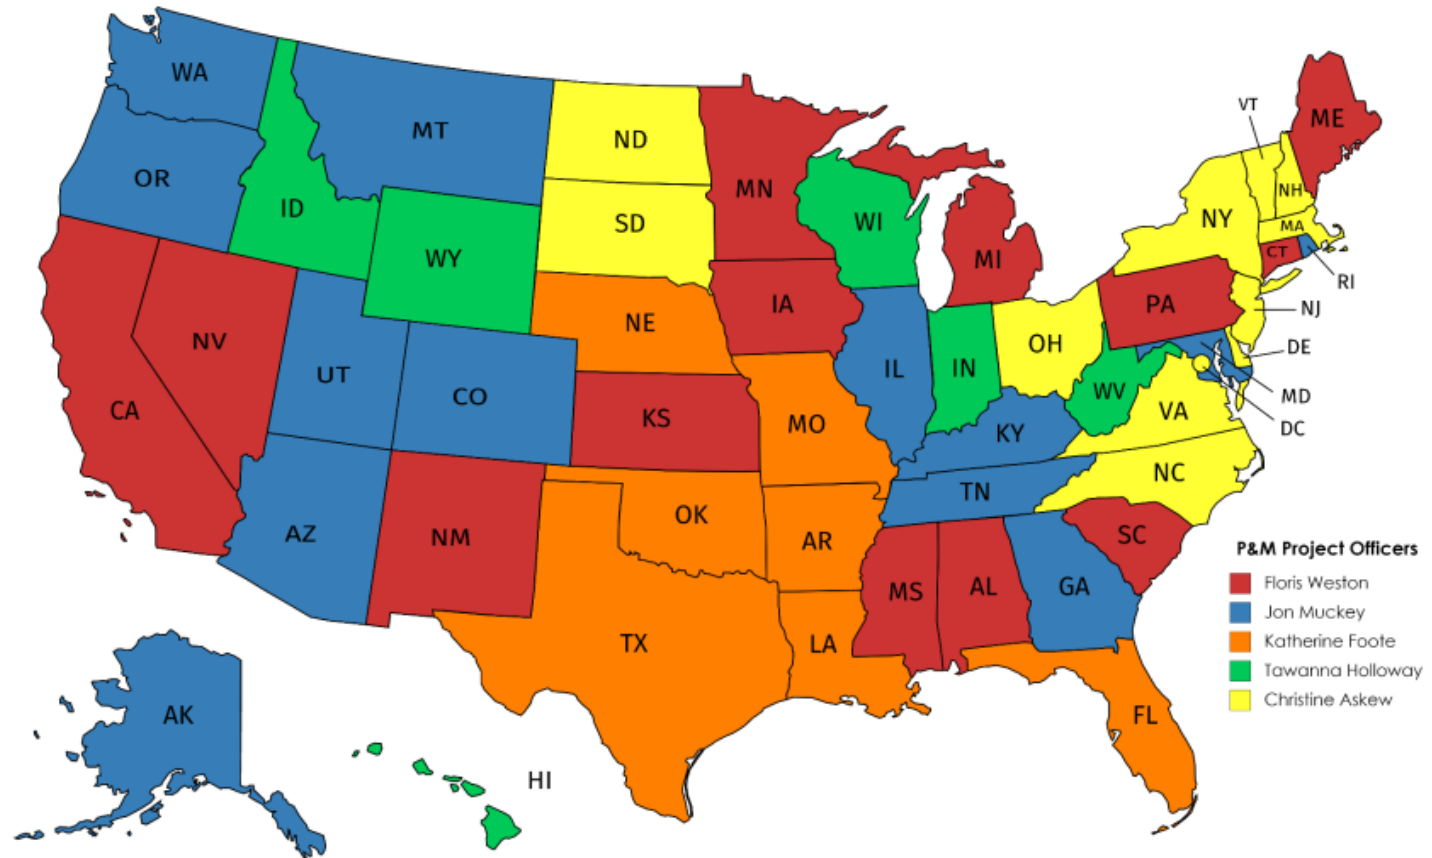 WA
MT
ND
MN
ME
VT
OR
ID
SD
WI
NH
NY
MA
WY
MI
CT
RI
NE
IA
PA
NJ
NV
OH
DE
UT
CO
IL
IN
WV
MD
CA
KS
MO
KY
VA
DC
NC
TN
AZ
NM
OK
AR
SC
MS
AL
GA
TX
LA
AK
FL
HI
P&M Project Officers
Floris Weston
Jon Muckey
Katherine Foote
Tawanna Holloway
Christine Askew